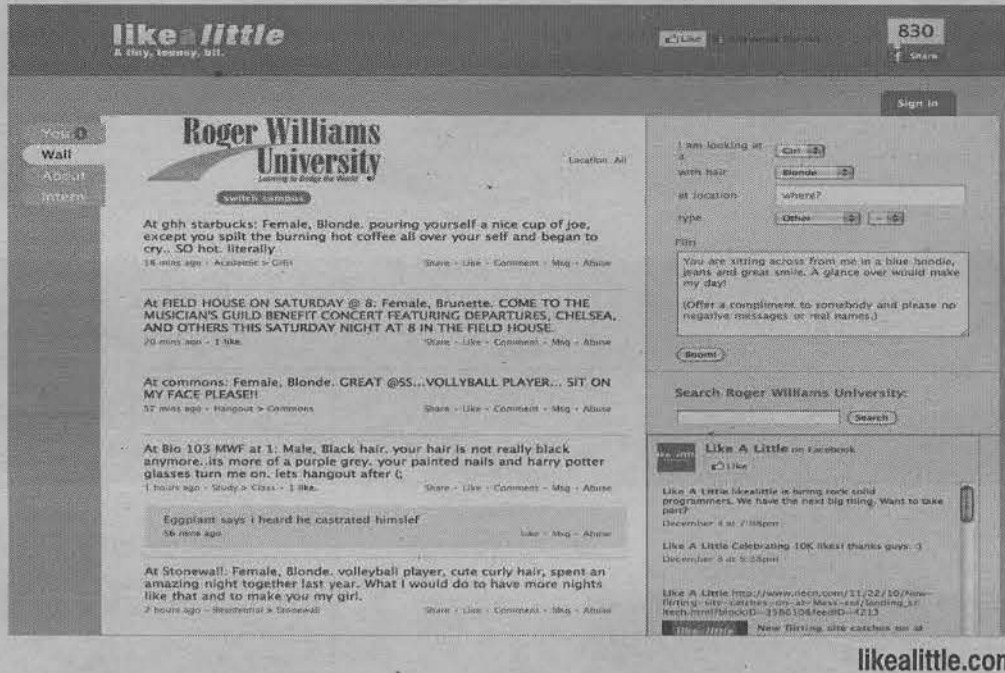 likealittle
A tiny, teensy, bit.
Like
830
Share
Sign in
You 0
Wall
About
Intern
Roger Williams
University
Learning to Bridge the World
Location: All
switch campus
At ghh starbucks: Female, Blonde. pouring yourself a nice cup of joe,
except you spilt the burning hot coffee all over your self and began to
cry.. SO hot. literally
18 mins ago - Academic > GHH
Share - Like - Comment - Msg - Abuse
At FIELD HOUSE ON SATURDAY @ 8: Female, Brunette. COME TO THE
MUSICIAN'S GUILD BENEFIT CONCERT FEATURING DEPARTURES, CHELSEA,
AND OTHERS THIS SATURDAY NIGHT AT 8 IN THE FIELD HOUSE.
20 mins ago - 1 like.
Share - Like - Comment - Msg - Abuse
At commons: Female, Blonde. GREAT @SS...VOLLYBALL PLAYER... SIT ON
MY FACE PLEASE!!
57 mins ago - Hangout > Commons
Share - Like - Comment - Msg - Abuse
At Bio 103 MWF at 1: Male, Black hair. your hair is not really black
anymore..its more of a purple grey. your painted nails and harry potter
glasses turn me on. lets hangout after (;
1 hours ago - Study > Class - 1 like.
Share - Like - Comment - Msg - Abuse
Eggplant says i heard he castrated himslef
56 mins ago
Like - Msg - Abuse
At Stonewall: Female, Blonde. volleyball player, cute curly hair, spent an
amazing night together last year. What I would do to have more nights
like that and to make you my girl.
2 hours ago - Residential > Stonewall
Share - Like - Comment - Msg - Abuse
I am looking at
a
Girl
with hair
Blonde
at location
where?
type
Other
-
Flirt
You are sitting across from me in a blue hoodie,
jeans and great smile. A glance over would make
my day!
(Offer a compliment to somebody and please no
negative messages or real names.)
Boom!
Search Roger Williams University:
Search
Like A Little on Facebook
Like
Like A Little likealittle is hiring rock solid
programmers. We have the next big thing. Want to take
part?
December 4 at
Like A Little Celebrating 10K likes! thanks guys. :)
December
Like A Little
New flirting site catches on at
likealittle.com